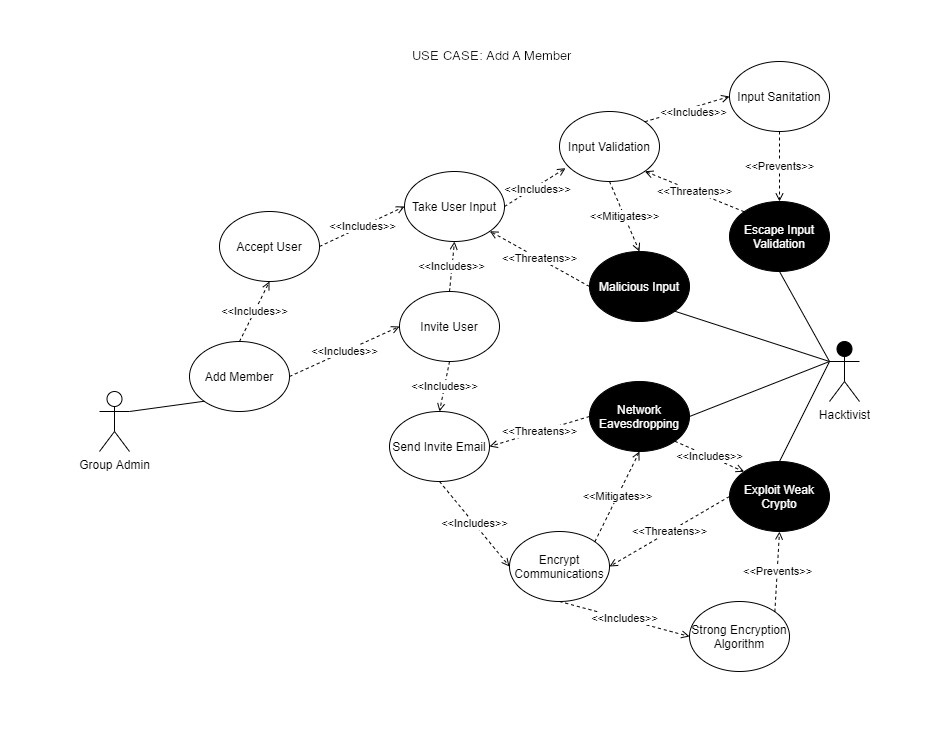 USE CASE: Add A Member
Input Sanitation
<<Includes>>
Input Validation
<<Prevents>>
<<Includes>>
<<Threatens>>
Take User Input
<<Mitigates>>
<<Includes>>
Escape Input
Validation
Accept User
<<Threatens>>
<<Includes>>
Malicious Input
<<Includes>>
Invite User
<<Includes>>
Add Member
<<Includes>>
Hacktivist
Network
Eavesdropping
<<Threatens>>
Send Invite Email
<<Includes>>
Group Admin
Exploit Weak
Crypto
<<Mitigates>>
<<Includes>>
<<Threatens>>
Encrypt
Communications
<<Prevents>>
<<Includes>>
Strong Encryption
Algorithm